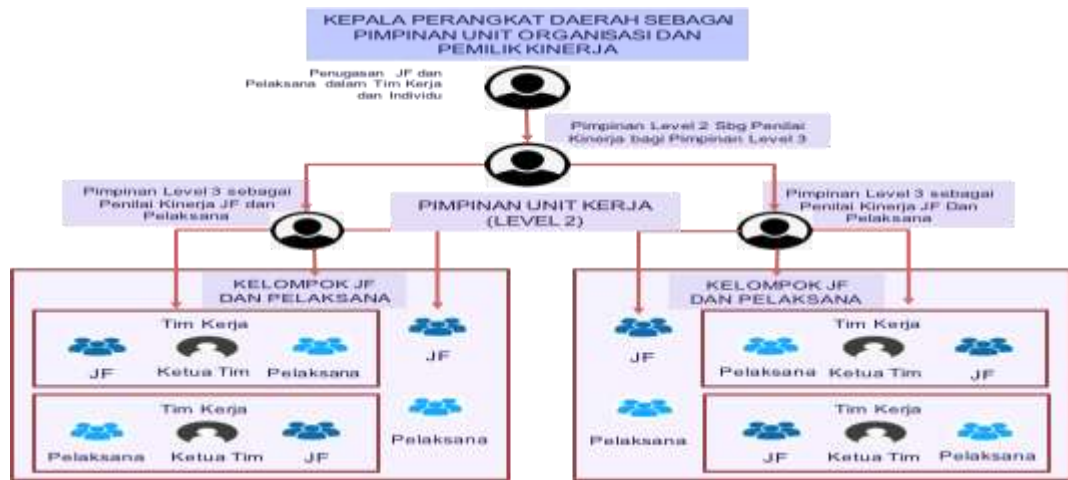 KEPALA PERANGKAT DAERAH SEBAGAI
PIMPINAN UNIT ORGANISASI DAN
PEMILIK KINERJA
Penugasan JF dan
Pelaksana dalam Tim Kerja
dan Individu
Pimpinan Level 2 Sbg Penilai
Kinerja bagi Pimpinan Level 3
Pimpinan Level 3 sebagai
Penilai Kinerja JF dan
Pelaksana
PIMPINAN UNIT KERJA
(LEVEL 2)
Pimpinan Level 3 sebagai
Penilai Kinerja JF Dan
Pelaksana
KELOMPOK JF
DAN PELAKSANA
Tim Kerja
JF Ketua Tim Pelaksana
JF
Tim Kerja
Pelaksana Ketua Tim JF
Pelaksana
KELOMPOK JF
DAN PELAKSANA
JF
Tim Kerja
Pelaksana Ketua Tim JF
Pelaksana
Tim Kerja
JF Ketua Tim Pelaksana